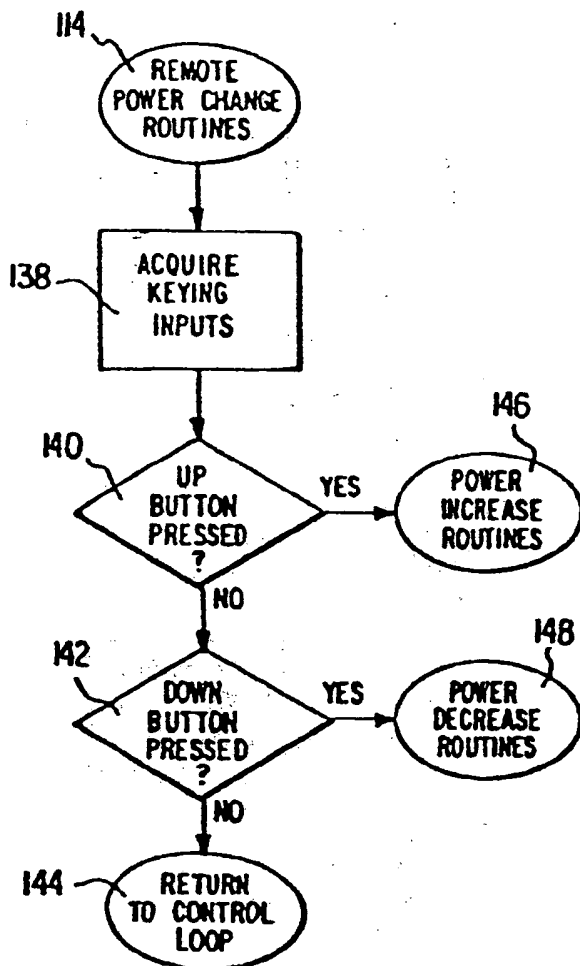 114
REMOTE
POWER CHANGE
ROUTINES
138
ACQUIRE
KEYING
INPUTS
140
UP
BUTTON
PRESSED
?
YES
146
POWER
INCREASE
ROUTINES
NO
142
DOWN
BUTTON
PRESSED
?
YES
148
POWER
DECREASE
ROUTINES
NO
144
RETURN
TO CONTROL
LOOP